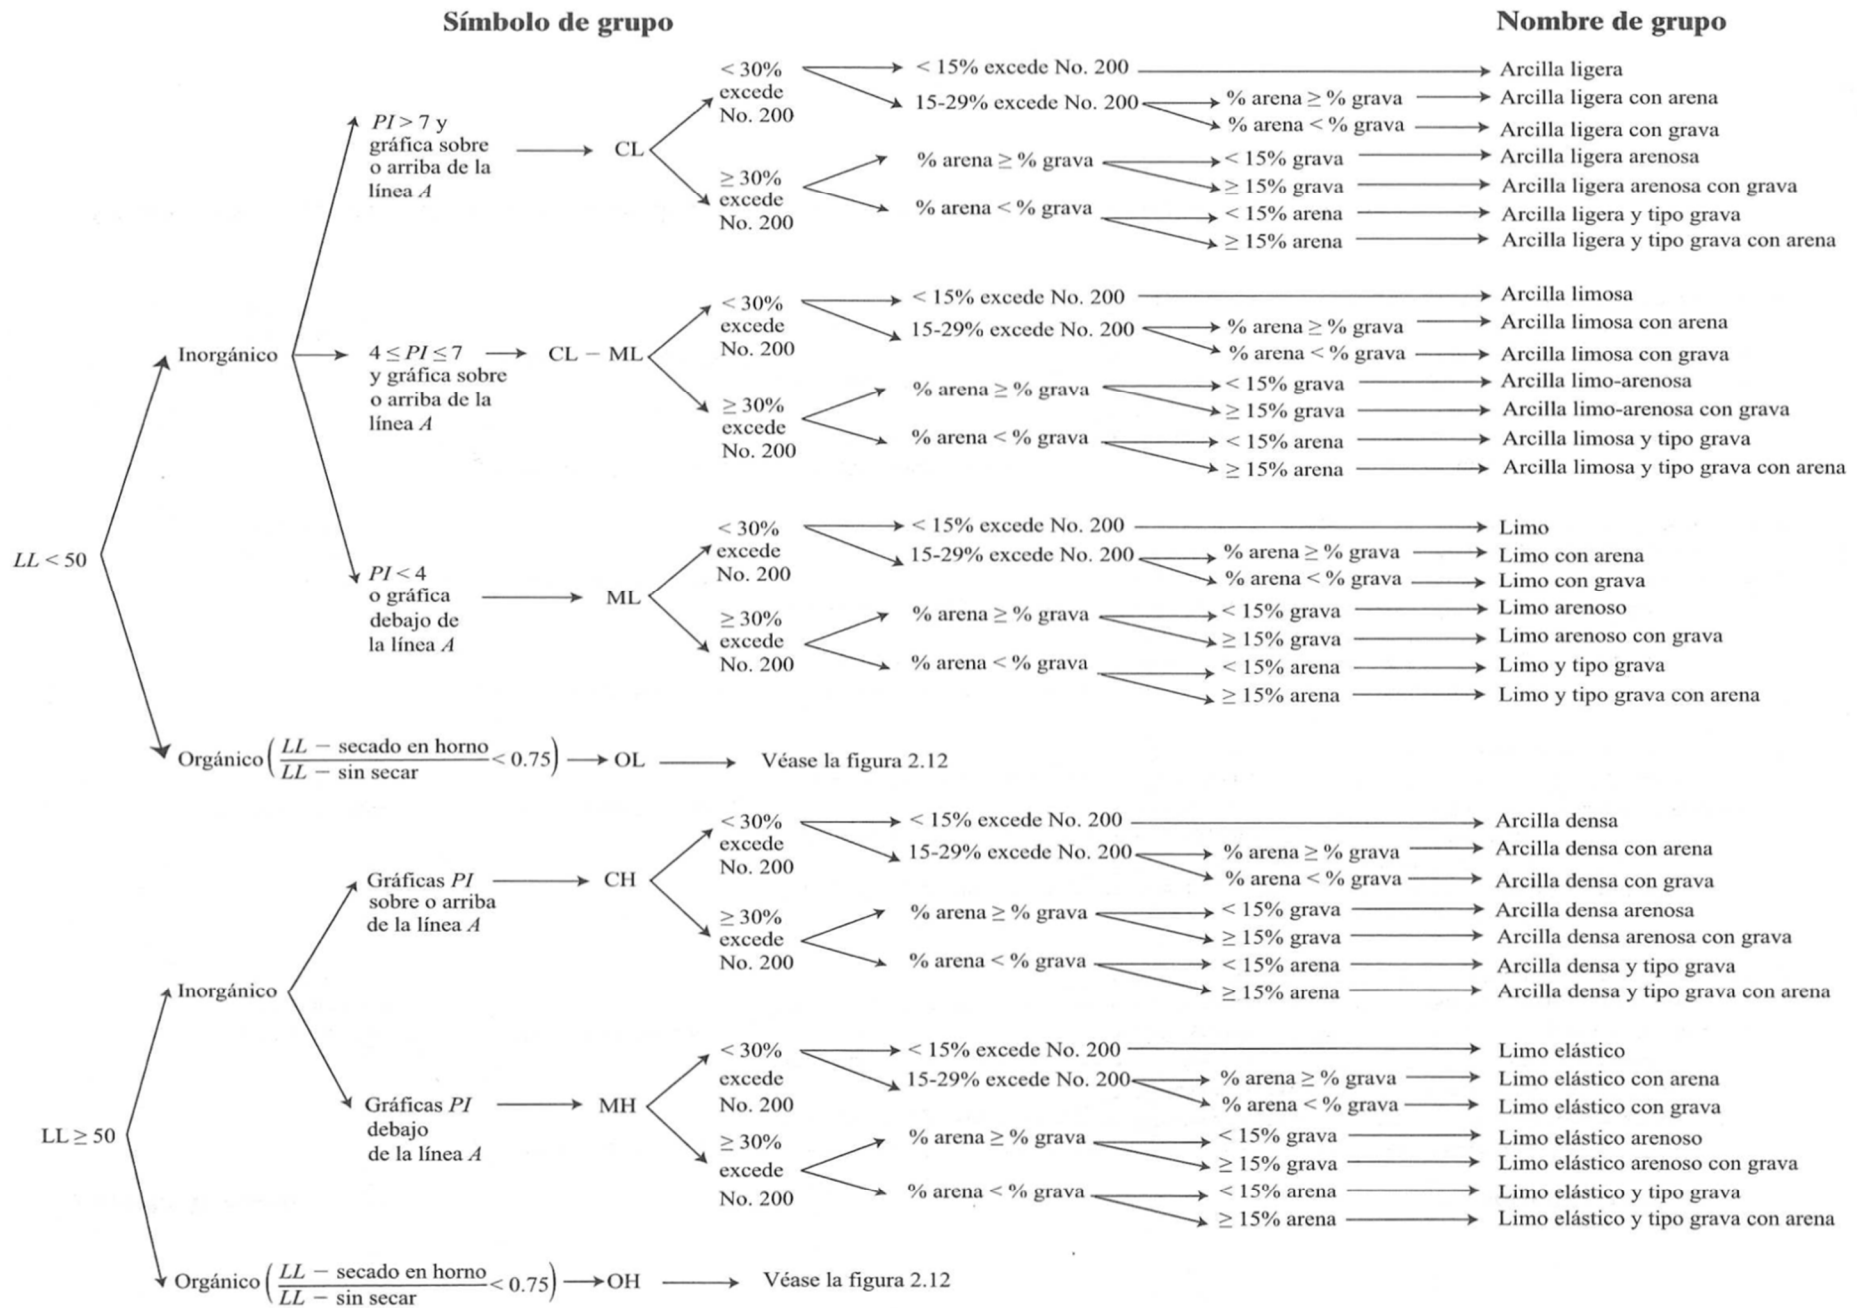 Símbolo de grupo
Nombre de grupo
LL < 50
Inorgánico
PI > 7 y
gráfica sobre
o arriba de la
línea A
CL
< 30%
excede
No. 200
< 15% excede No. 200
Arcilla ligera
15-29% excede No. 200
% arena ≥ % grava
Arcilla ligera con arena
% arena < % grava
Arcilla ligera con grava
≥ 30%
excede
No. 200
% arena ≥ % grava
< 15% grava
Arcilla ligera arenosa
≥ 15% grava
Arcilla ligera arenosa con grava
% arena < % grava
< 15% arena
Arcilla ligera y tipo grava
≥ 15% arena
Arcilla ligera y tipo grava con arena
4 ≤ PI ≤ 7
y gráfica sobre
o arriba de la
línea A
CL – ML
< 30%
excede
No. 200
< 15% excede No. 200
Arcilla limosa
15-29% excede No. 200
% arena ≥ % grava
Arcilla limosa con arena
% arena < % grava
Arcilla limosa con grava
≥ 30%
excede
No. 200
% arena ≥ % grava
< 15% grava
Arcilla limo-arenosa
≥ 15% grava
Arcilla limo-arenosa con grava
% arena < % grava
< 15% arena
Arcilla limosa y tipo grava
≥ 15% arena
Arcilla limosa y tipo grava con arena
PI < 4
o gráfica
debajo de
la línea A
ML
< 30%
excede
No. 200
< 15% excede No. 200
Limo
15-29% excede No. 200
% arena ≥ % grava
Limo con arena
% arena < % grava
Limo con grava
≥ 30%
excede
No. 200
% arena ≥ % grava
< 15% grava
Limo arenoso
≥ 15% grava
Limo arenoso con grava
% arena < % grava
< 15% arena
Limo y tipo grava
≥ 15% arena
Limo y tipo grava con arena
Orgánico (LL – secado en horno / LL – sin secar < 0.75)
OL
Véase la figura 2.12
LL ≥ 50
Inorgánico
Gráficas PI
sobre o arriba
de la línea A
CH
< 30%
excede
No. 200
< 15% excede No. 200
Arcilla densa
15-29% excede No. 200
% arena ≥ % grava
Arcilla densa con arena
% arena < % grava
Arcilla densa con grava
≥ 30%
excede
No. 200
% arena ≥ % grava
< 15% grava
Arcilla densa arenosa
≥ 15% grava
Arcilla densa arenosa con grava
% arena < % grava
< 15% arena
Arcilla densa y tipo grava
≥ 15% arena
Arcilla densa y tipo grava con arena
Gráficas PI
debajo
de la línea A
MH
< 30%
excede
No. 200
< 15% excede No. 200
Limo elástico
15-29% excede No. 200
% arena ≥ % grava
Limo elástico con arena
% arena < % grava
Limo elástico con grava
≥ 30%
excede
No. 200
% arena ≥ % grava
< 15% grava
Limo elástico arenoso
≥ 15% grava
Limo elástico arenoso con grava
% arena < % grava
< 15% arena
Limo elástico y tipo grava
≥ 15% arena
Limo elástico y tipo grava con arena
Orgánico (LL – secado en horno / LL – sin secar < 0.75)
OH
Véase la figura 2.12